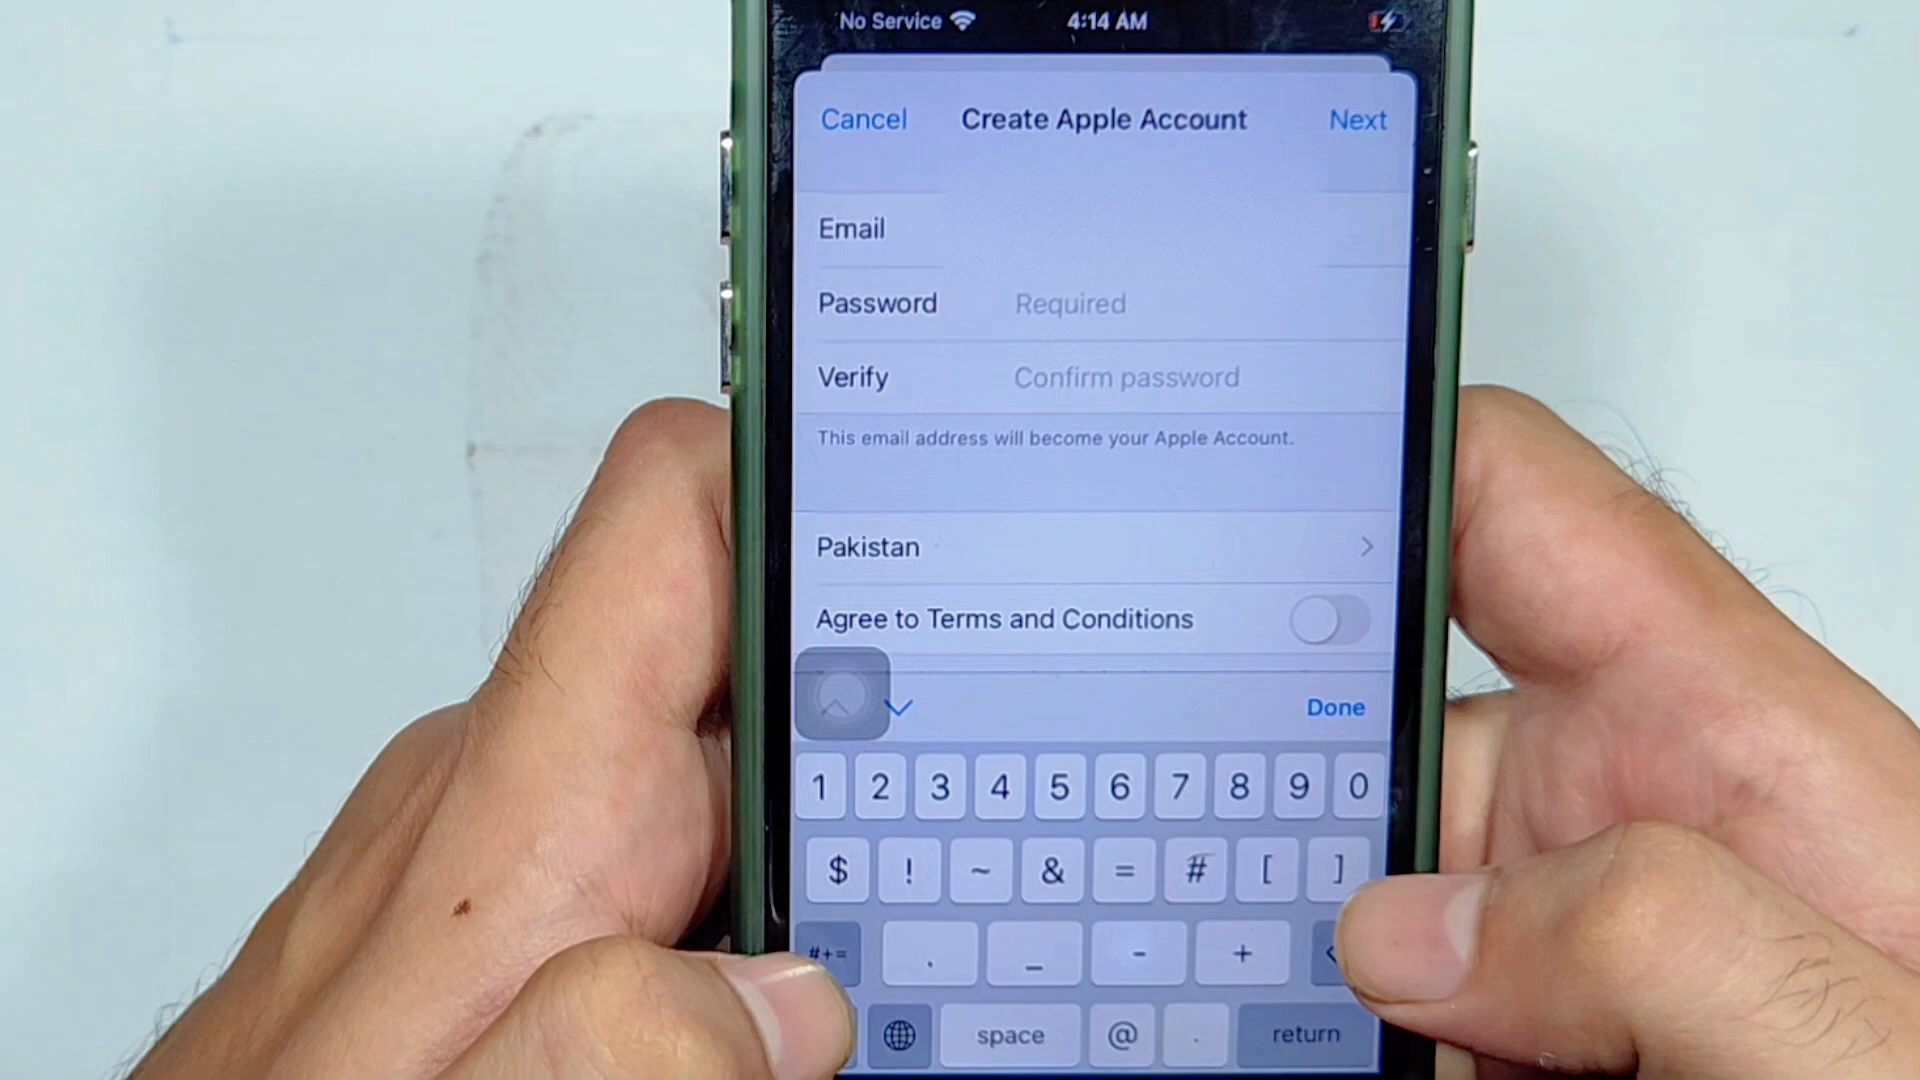 No Service 4:14 AM
Cancel Create Apple Account Next
Email
Password Required
Verify Confirm password
This email address will become your Apple Account.
Pakistan
Agree to Terms and Conditions
Done
1 2 3 4 5 6 7 8 9 0
$ ! ~ & = # [ ]
#+= . _ - +
space @ . return